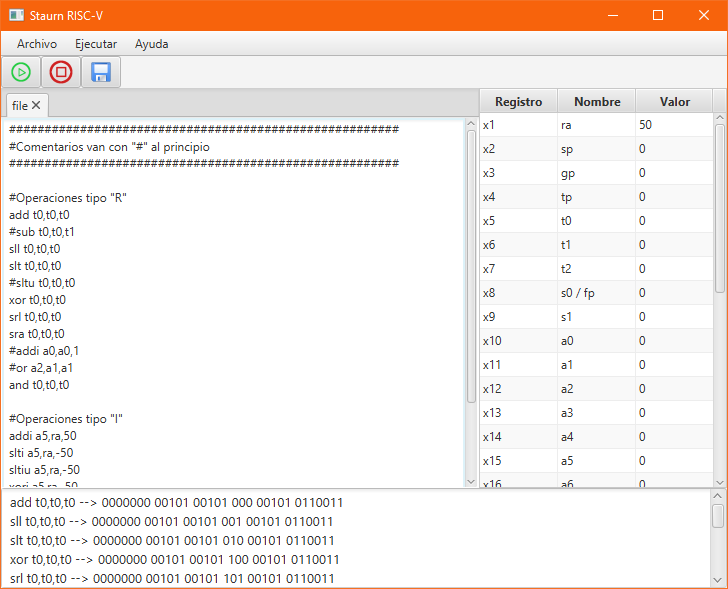 Staurn RISC-V
Archivo Ejecutar Ayuda
file
######################################################
#Comentarios van con "#" al principio
######################################################
#Operaciones tipo "R"
add t0,t0,t0
#sub t0,t0,t1
sll t0,t0,t0
slt t0,t0,t0
#sltu t0,t0,t0
xor t0,t0,t0
srl t0,t0,t0
sra t0,t0,t0
#addi a0,a0,1
#or a2,a1,a1
and t0,t0,t0
#Operaciones tipo "I"
addi a5,ra,50
slti a5,ra,-50
sltiu a5,ra,-50
xori a5,ra,-50
Registro Nombre Valor
x1 ra 50
x2 sp 0
x3 gp 0
x4 tp 0
x5 t0 0
x6 t1 0
x7 t2 0
x8 s0 / fp 0
x9 s1 0
x10 a0 0
x11 a1 0
x12 a2 0
x13 a3 0
x14 a4 0
x15 a5 0
x16 a6 0
add t0,t0,t0 --> 0000000 00101 00101 000 00101 0110011
sll t0,t0,t0 --> 0000000 00101 00101 001 00101 0110011
slt t0,t0,t0 --> 0000000 00101 00101 010 00101 0110011
xor t0,t0,t0 --> 0000000 00101 00101 100 00101 0110011
srl t0,t0,t0 --> 0000000 00101 00101 101 00101 0110011